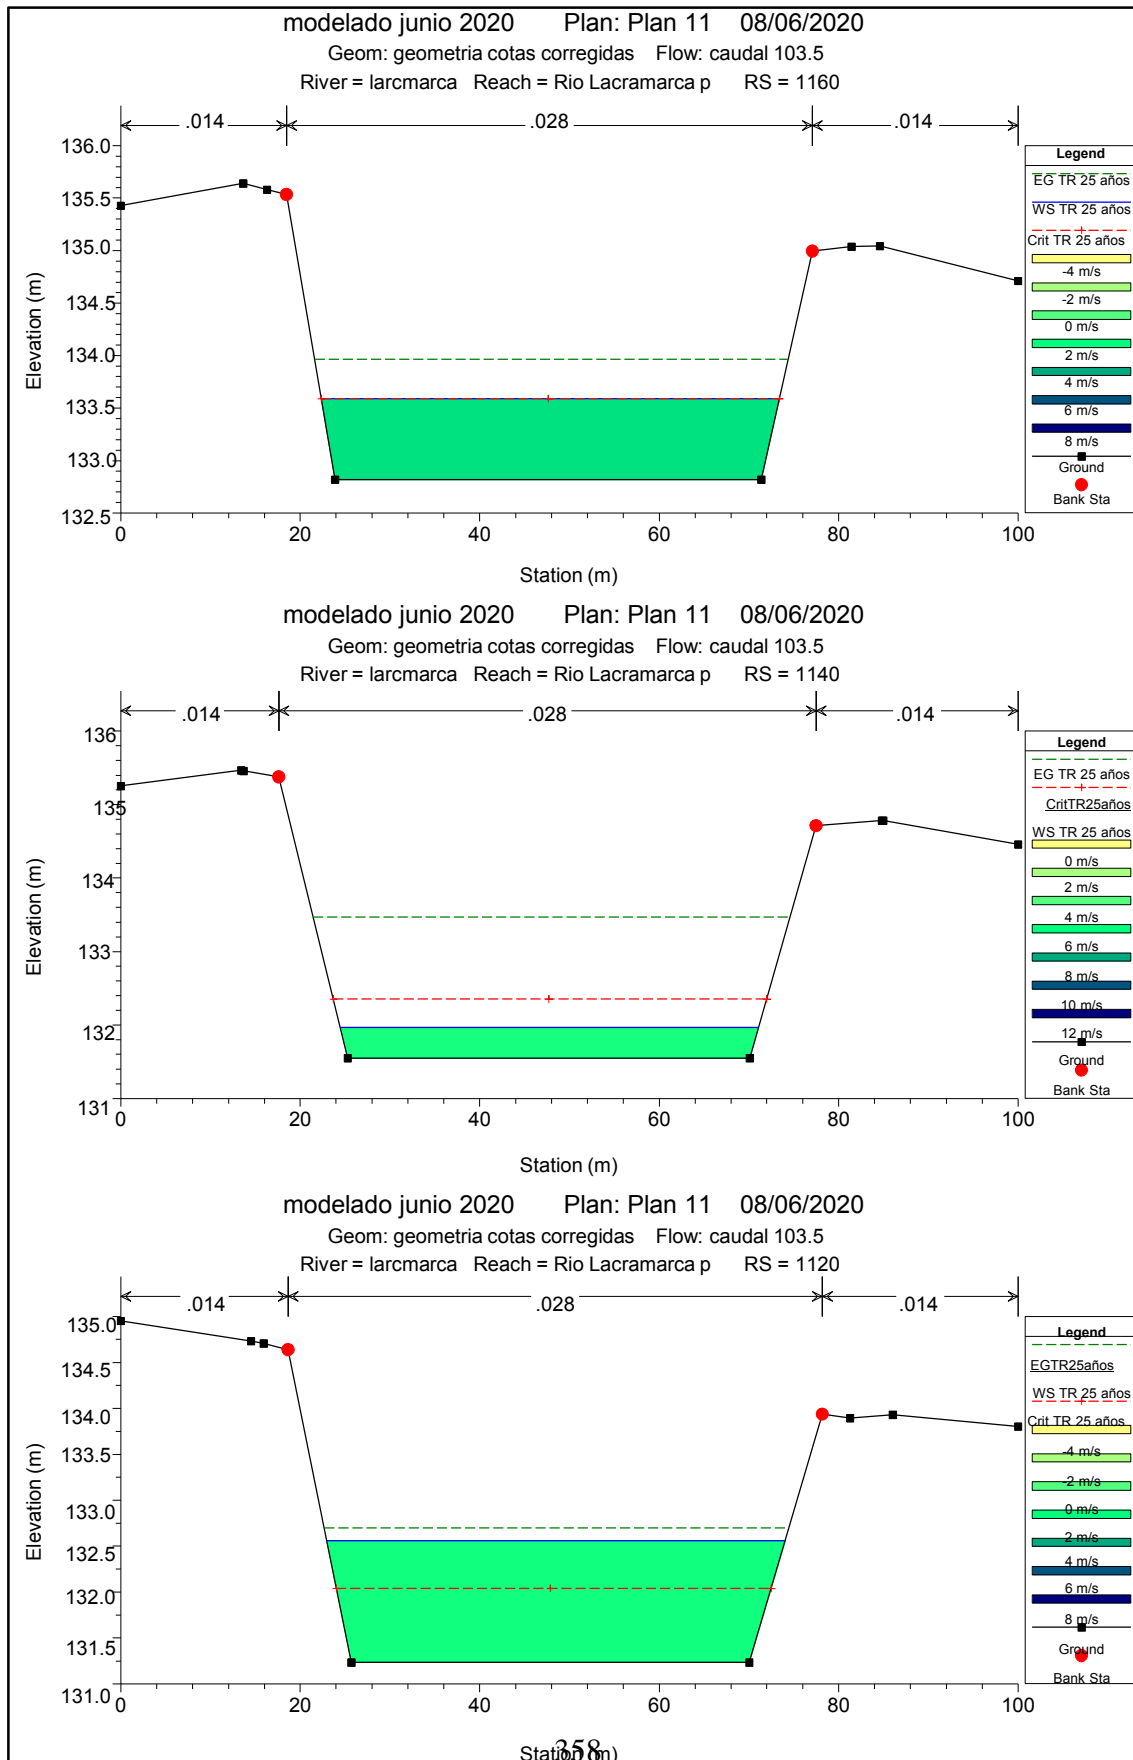 modelado junio 2020 Plan: Plan 11 08/06/2020
Geom: geometria cotas corregidas Flow: caudal 103.5
River = larcmarca Reach = Rio Lacramarca p RS = 1160
.014 .028 .014
136.0
135.5
135.0
134.5
134.0
133.5
133.0
132.5
Elevation (m)
0 20 40 60 80 100
Station (m)
Legend
EG TR 25 años
WS TR 25 años
Crit TR 25 años
-4 m/s
-2 m/s
0 m/s
2 m/s
4 m/s
6 m/s
8 m/s
Ground
Bank Sta
modelado junio 2020 Plan: Plan 11 08/06/2020
Geom: geometria cotas corregidas Flow: caudal 103.5
River = larcmarca Reach = Rio Lacramarca p RS = 1140
.014 .028 .014
136
135
134
133
132
131
Elevation (m)
0 20 40 60 80 100
Station (m)
Legend
EG TR 25 años
CritTR25años
WS TR 25 años
0 m/s
2 m/s
4 m/s
6 m/s
8 m/s
10 m/s
12 m/s
Ground
Bank Sta
modelado junio 2020 Plan: Plan 11 08/06/2020
Geom: geometria cotas corregidas Flow: caudal 103.5
River = larcmarca Reach = Rio Lacramarca p RS = 1120
.014 .028 .014
135.0
134.5
134.0
133.5
133.0
132.5
132.0
131.5
131.0
Elevation (m)
0 20 40 60 80 100
Station (m)
Legend
EGTR25años
WS TR 25 años
Crit TR 25 años
-4 m/s
-2 m/s
0 m/s
2 m/s
4 m/s
6 m/s
8 m/s
Ground
Bank Sta
358